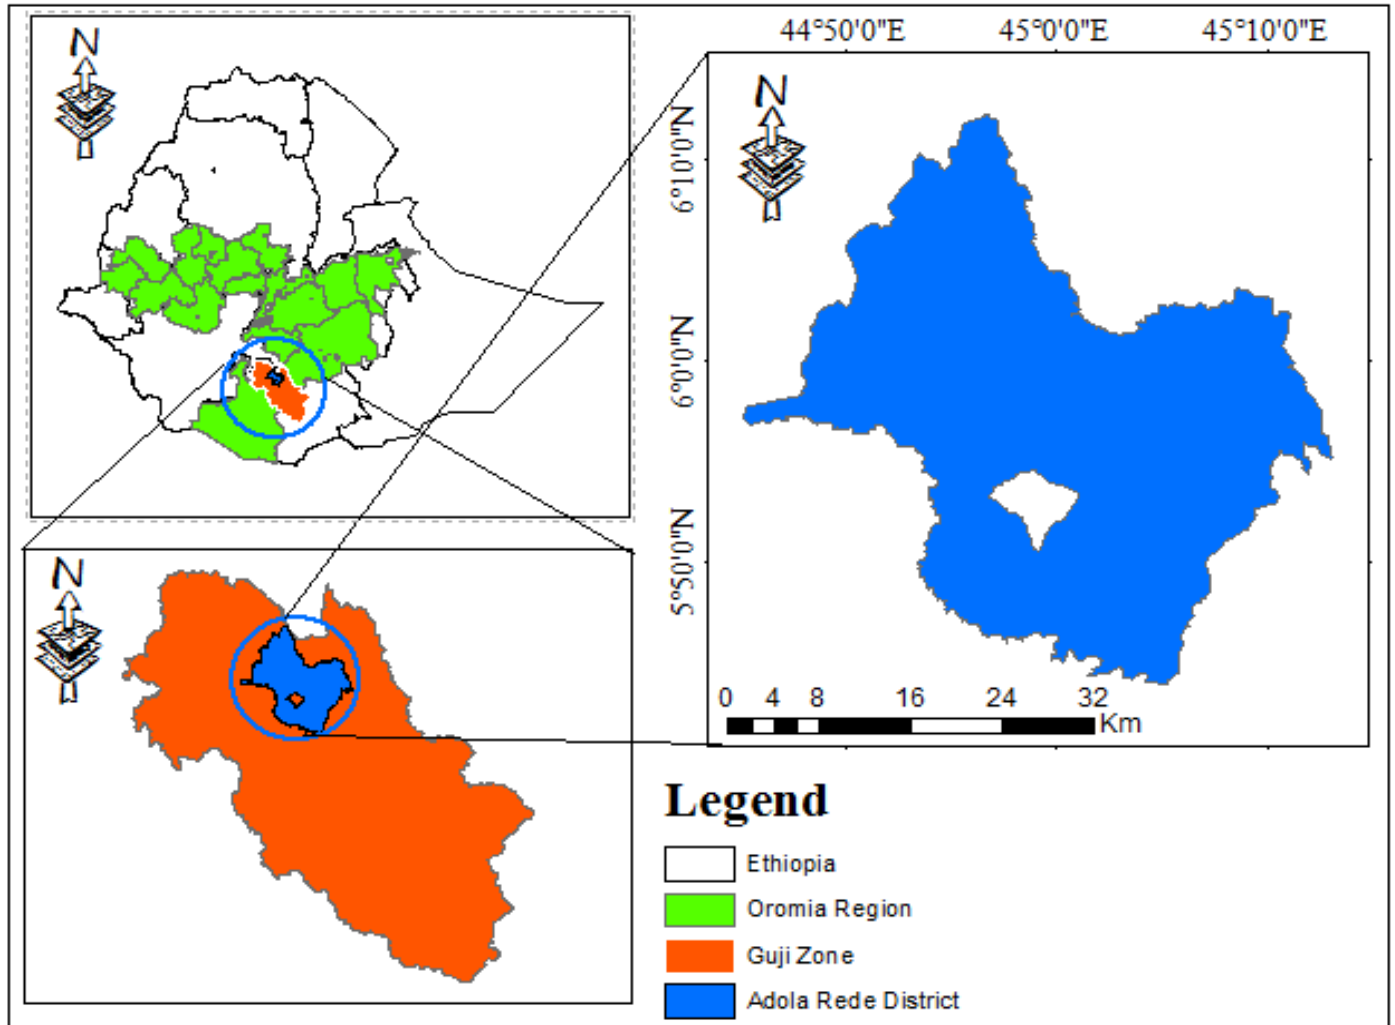 N
44°50'0"E 45°0'0"E 45°10'0"E
N
6°10'0"N
6°0'0"N
5°50'0"N
0 4 8 16 24 32
Km
N
Legend
Ethiopia
Oromia Region
Guji Zone
Adola Rede District